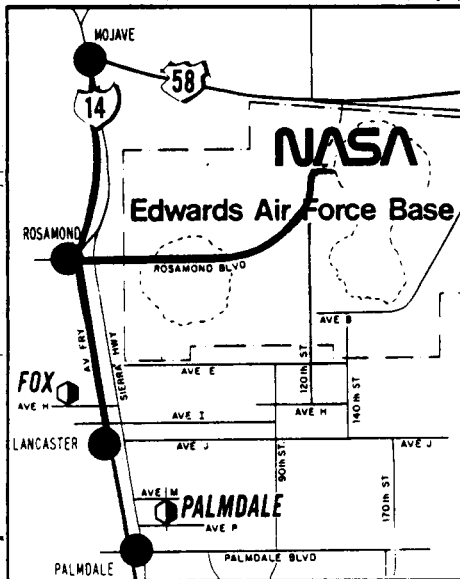 MOJAVE
58
14
NASA
Edwards Air Force Base
ROSAMOND
ROSAMOND BLVD
AVE B
AV FRY
SIERRA HWY
AVE E
120th ST
140th ST
FOX
AVE H
AVE H
AVE I
LANCASTER
AVE J
AVE J
90th ST.
170th ST
AVE M
PALMDALE
AVE P
PALMDALE
PALMDALE BLVD